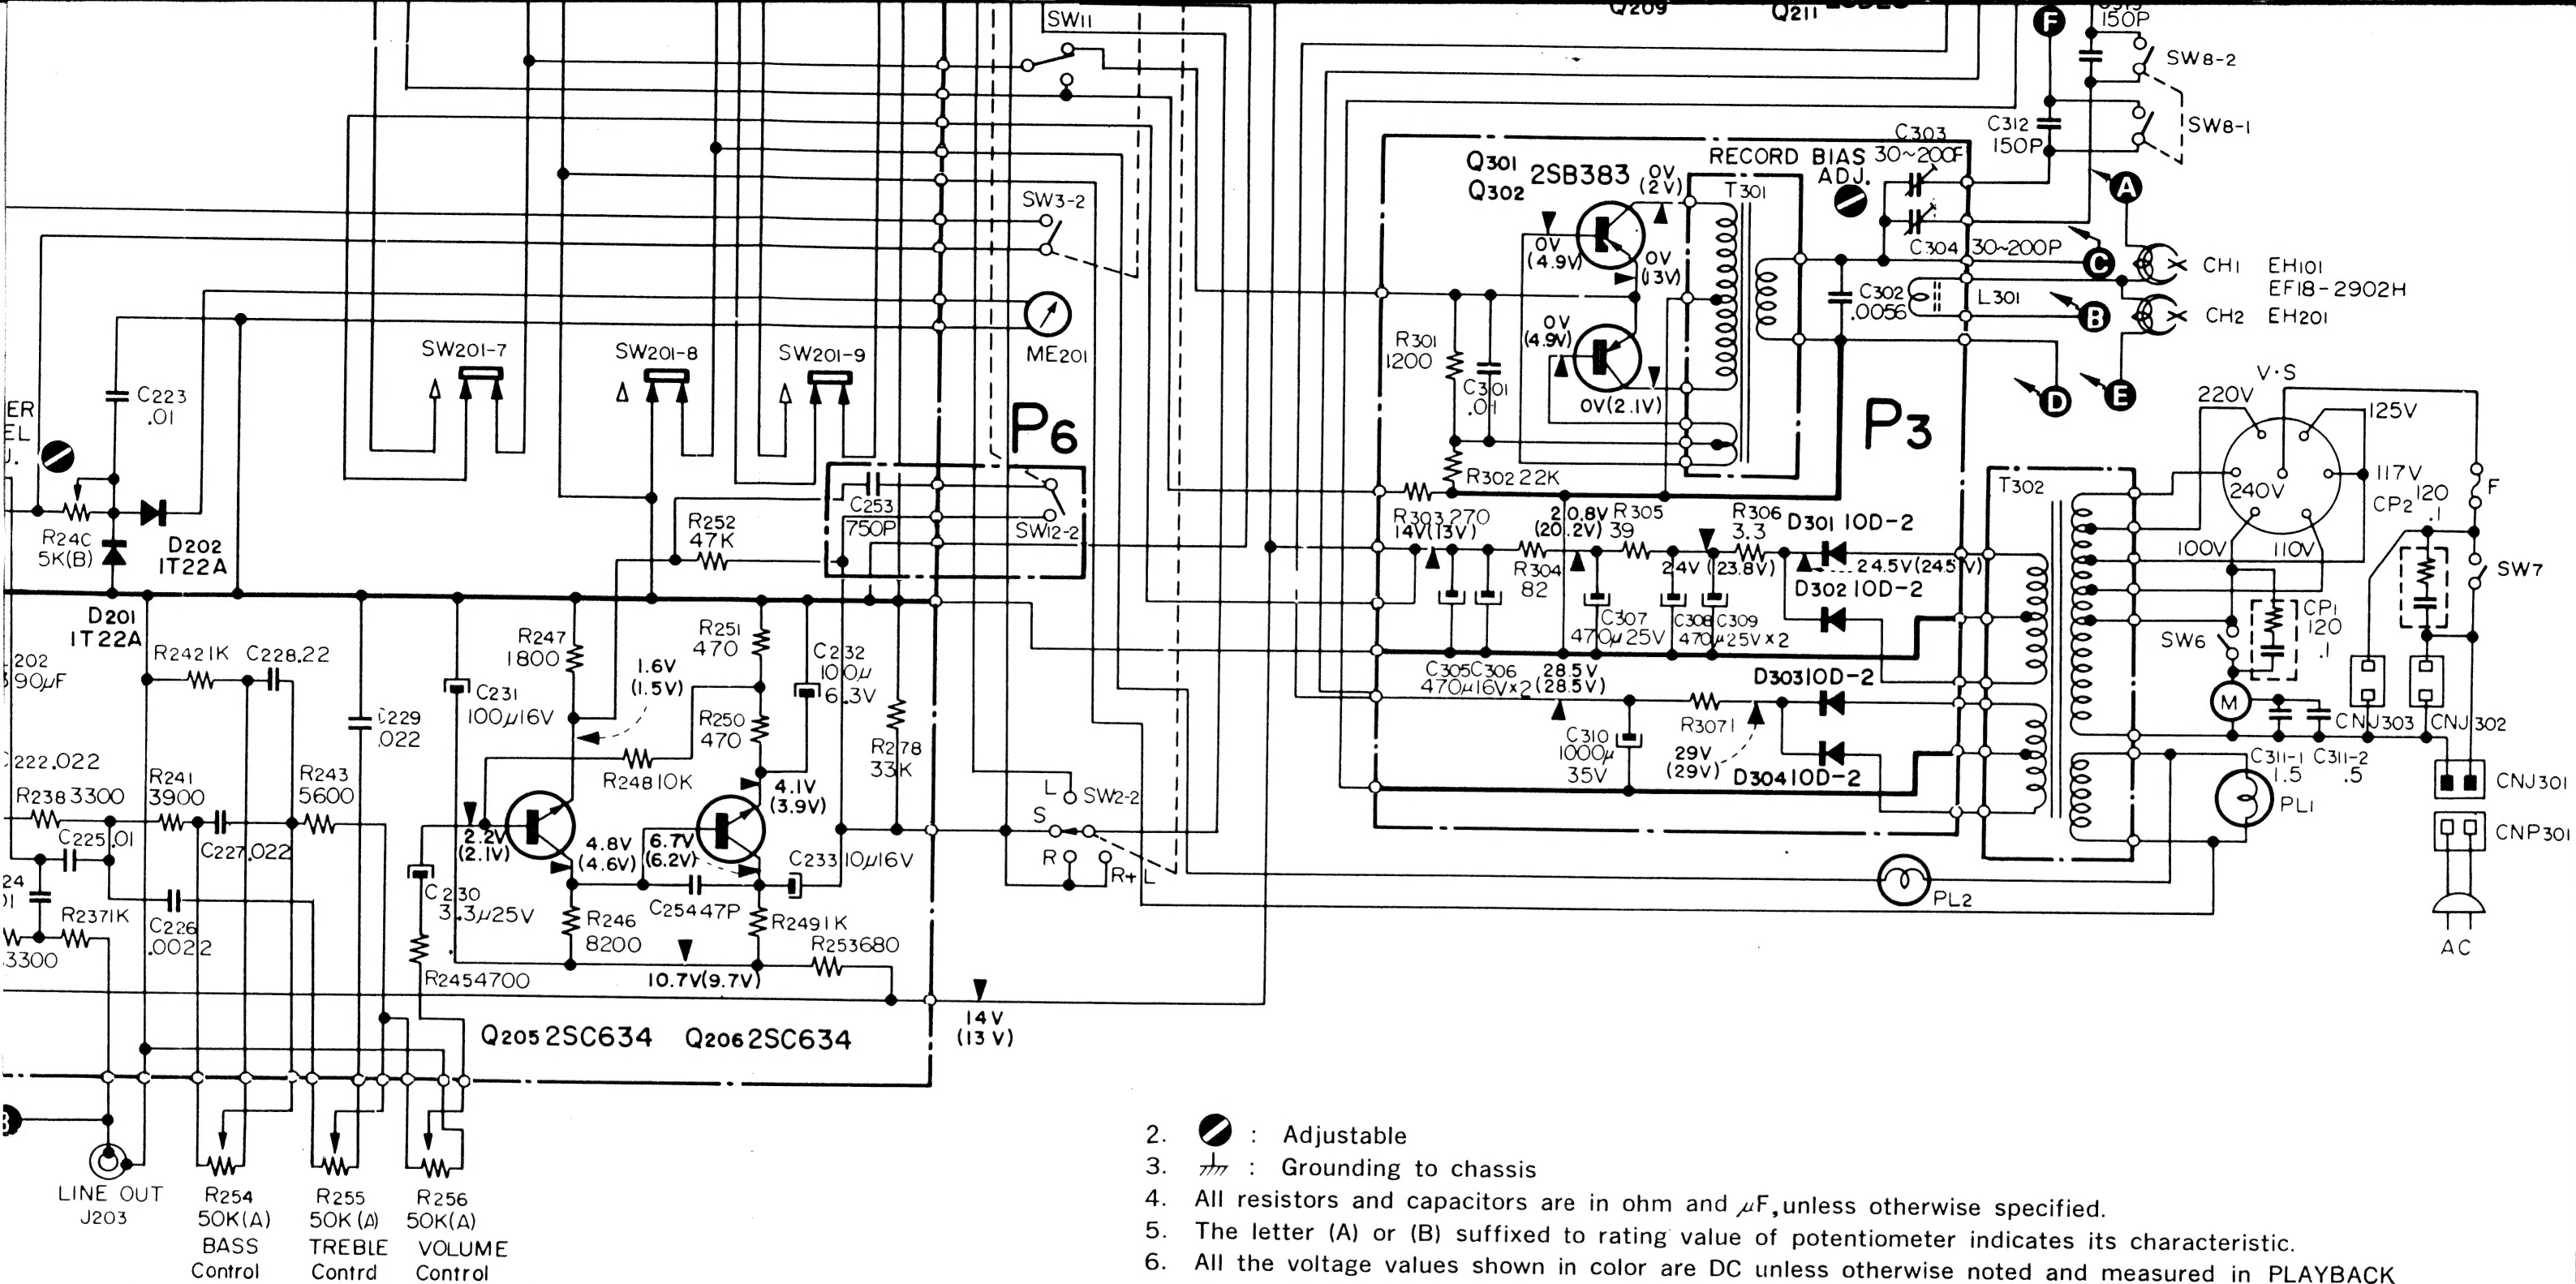 Q209
Q211
F
150P
SW11
SW8-2
C312
150P
SW8-1
C303
30~200F
RECORD BIAS
ADJ.
Q301
Q302
2SB383
0V
(2V)
T301
A
SW3-2
0V
(4.9V)
0V
(13V)
C304 30~200P
C
CH1 EH101
EF18-2902H
C302
.0056
L301
B
CH2 EH201
ME201
0V
(4.9V)
R301
1200
C301
.01
0V(2.1V)
SW201-7
SW201-8
SW201-9
P6
P3
D
E
V·S
220V
125V
117V
240V
100V
110V
C223
.01
ER
EL
J.
C253
750P
SW12-2
R302 22K
R303 270
14V(13V)
20.8V
(20.2V)
R305
39
R306
3.3
D301 10D-2
T302
CP2
120
.1
F
R24C
5K(B)
D202
1T22A
R252
47K
R304
82
24V (23.8V)
24.5V(24.5V)
D302 10D-2
SW7
D201
1T22A
R247
1800
R251
470
C307
470μ25V
C308 C309
470μ25V×2
SW6
CP1
120
.1
202
90μF
R242 1K
C228 .22
1.6V
(1.5V)
C232
100μ
6.3V
C305 C306
470μ16V×2
28.5V
(28.5V)
D303 10D-2
C231
100μ16V
C229
.022
R250
470
R278
33K
R307 1
M
CNJ303
CNJ302
C310
1000μ
35V
29V
(29V)
D304 10D-2
C311-1
1.5
C311-2
.5
C222 .022
R238 3300
R241
3900
R243
5600
R248 10K
4.1V
(3.9V)
L
SW2-2
S
R
R+L
CNJ301
PL1
CNP301
C225 .01
C227 .022
2.2V
(2.1V)
4.8V
(4.6V)
6.7V
(6.2V)
C233 10μ16V
PL2
AC
24
R237 1K
C226
.0022
3300
C230
3.3μ25V
C254 47P
R246
8200
R249 1K
R253 680
R245 4700
10.7V(9.7V)
14V
(13V)
Q205 2SC634
Q206 2SC634
B
LINE OUT
J203
R254
50K(A)
BASS
Control
R255
50K(A)
TREBLE
Contrd
R256
50K(A)
VOLUME
Control
2. : Adjustable
3. : Grounding to chassis
4. All resistors and capacitors are in ohm and μF, unless otherwise specified.
5. The letter (A) or (B) suffixed to rating value of potentiometer indicates its characteristic.
6. All the voltage values shown in color are DC unless otherwise noted and measured in PLAYBACK